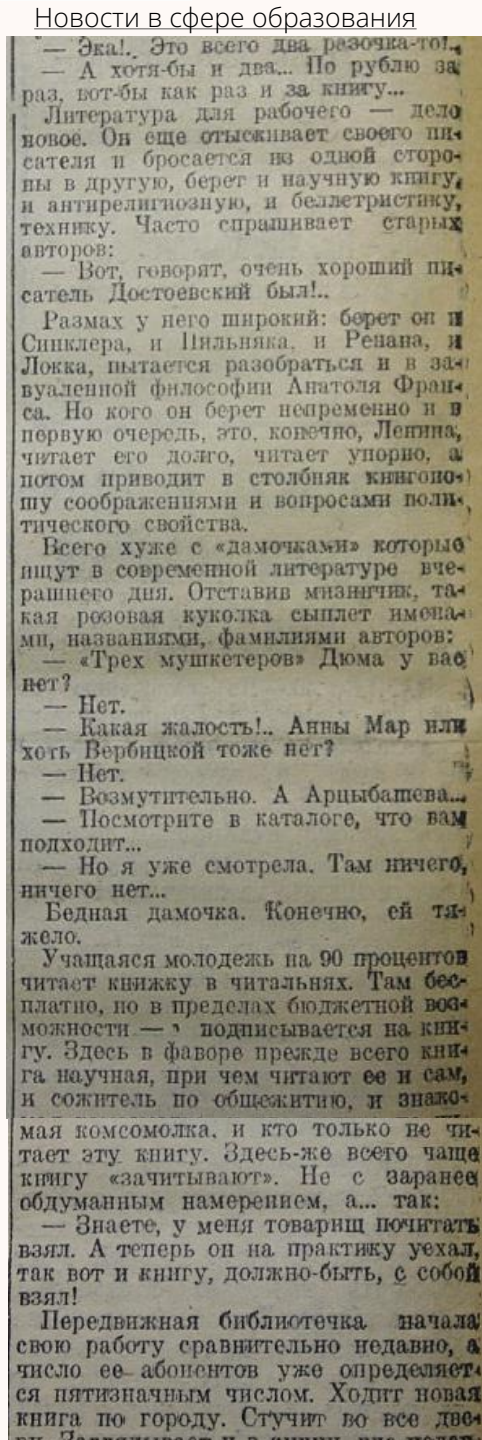 Новости в сфере образования
— Эка!.. Это всего два разочка-то!..
— А хотя-бы и два... По рублю за
раз, вот-бы как раз и за книгу...
Литература для рабочего — дело
новое. Он еще отыскивает своего пи-
сателя и бросается из одной сторо-
ны в другую, берет и научную книгу,
и антирелигиозную, и беллетристику,
технику. Часто спрашивает старых
авторов:
— Вот, говорят, очень хороший пи-
сатель Достоевский был!..
Размах у него широкий: берет он и
Синклера, и Пильняка, и Ренана, и
Локка, пытается разобраться и в за-
вуаленной философии Анатоля Фран-
са. Но кого он берет непременно и в
первую очередь, это, конечно, Ленина,
читает его долго, читает упорно, а
потом приводит в столбняк книгоно-
шу соображениями и вопросами поли-
тического свойства.
Всего хуже с «дамочками» которые
ищут в современной литературе вче-
рашнего дня. Отставив мизинчик, та-
кая розовая куколка сыплет имена-
ми, названиями, фамилиями авторов:
— «Трех мушкетеров» Дюма у вас
нет?
— Нет.
— Какая жалость!.. Анны Мар или
хоть Вербицкой тоже нет?
— Нет.
— Возмутительно. А Арцыбашева...
— Посмотрите в каталоге, что вам
подходит...
— Но я уже смотрела. Там ничего,
ничего нет...
Бедная дамочка. Конечно, ей тя-
жело.
Учащаяся молодежь на 90 процентов
читает книжку в читальнях. Там бес-
платно, но в пределах бюджетной воз-
можности — подписывается на кни-
гу. Здесь в фаворе прежде всего кни-
га научная, при чем читают ее и сам,
и сожитель по общежитию, и знако-
мая комсомолка, и кто только не чи-
тает эту книгу. Здесь-же всего чаще
книгу «зачитывают». Не с заранее
обдуманным намерением, а... так:
— Знаете, у меня товарищ почитать
взял. А теперь он на практику уехал,
так вот и книгу, должно-быть, с собой
взял!
Передвижная библиотечка начала
свою работу сравнительно недавно, а
число ее абонентов уже определяет-
ся пятизначным числом. Ходит новая
книга по городу. Стучит во все две-